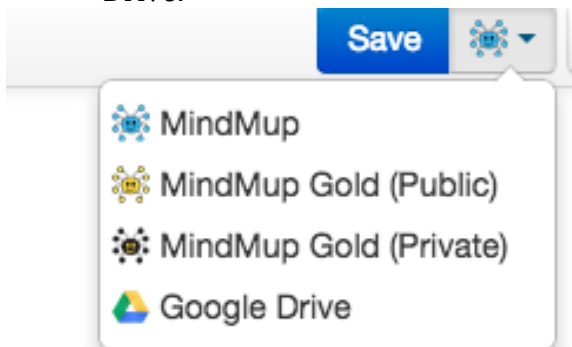 Save
MindMup
MindMup Gold (Public)
MindMup Gold (Private)
Google Drive